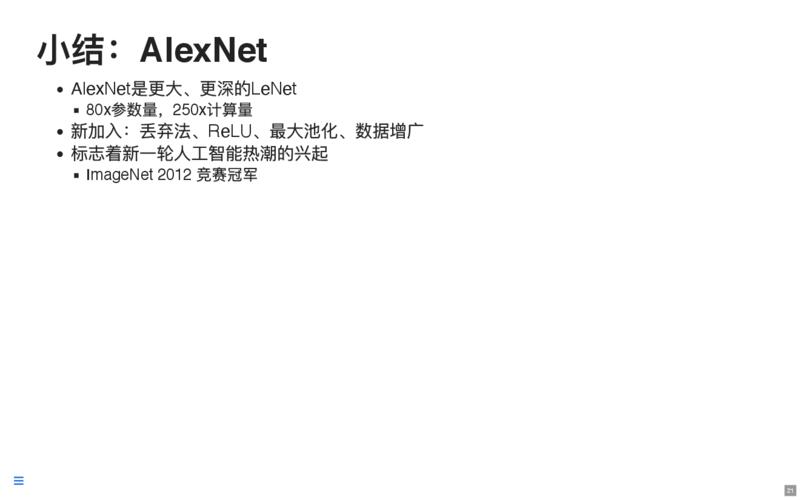 小结：AlexNet
• AlexNet是更大、更深的LeNet
▪ 80x参数量，250x计算量
• 新加入：丢弃法、ReLU、最大池化、数据增广
• 标志着新一轮人工智能热潮的兴起
▪ ImageNet 2012 竞赛冠军
21